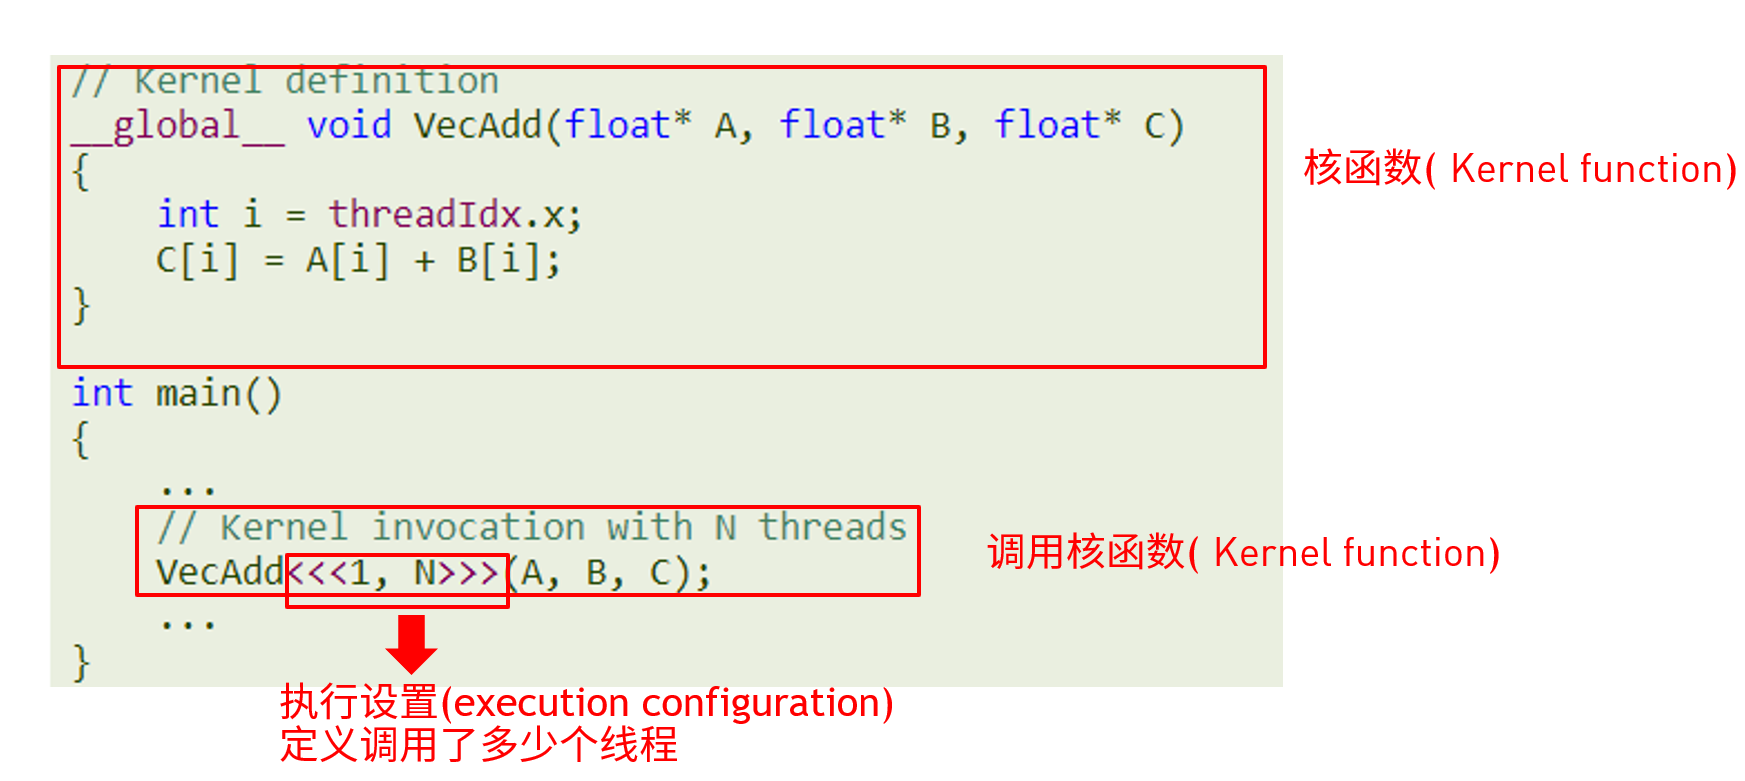 // Kernel definition
__global__ void VecAdd(float* A, float* B, float* C)
{
    int i = threadIdx.x;
    C[i] = A[i] + B[i];
}
核函数( Kernel function)
int main()
{
    ...
    // Kernel invocation with N threads
    VecAdd<<<1, N>>>(A, B, C);
    ...
}
调用核函数( Kernel function)
执行设置(execution configuration)
定义调用了多少个线程